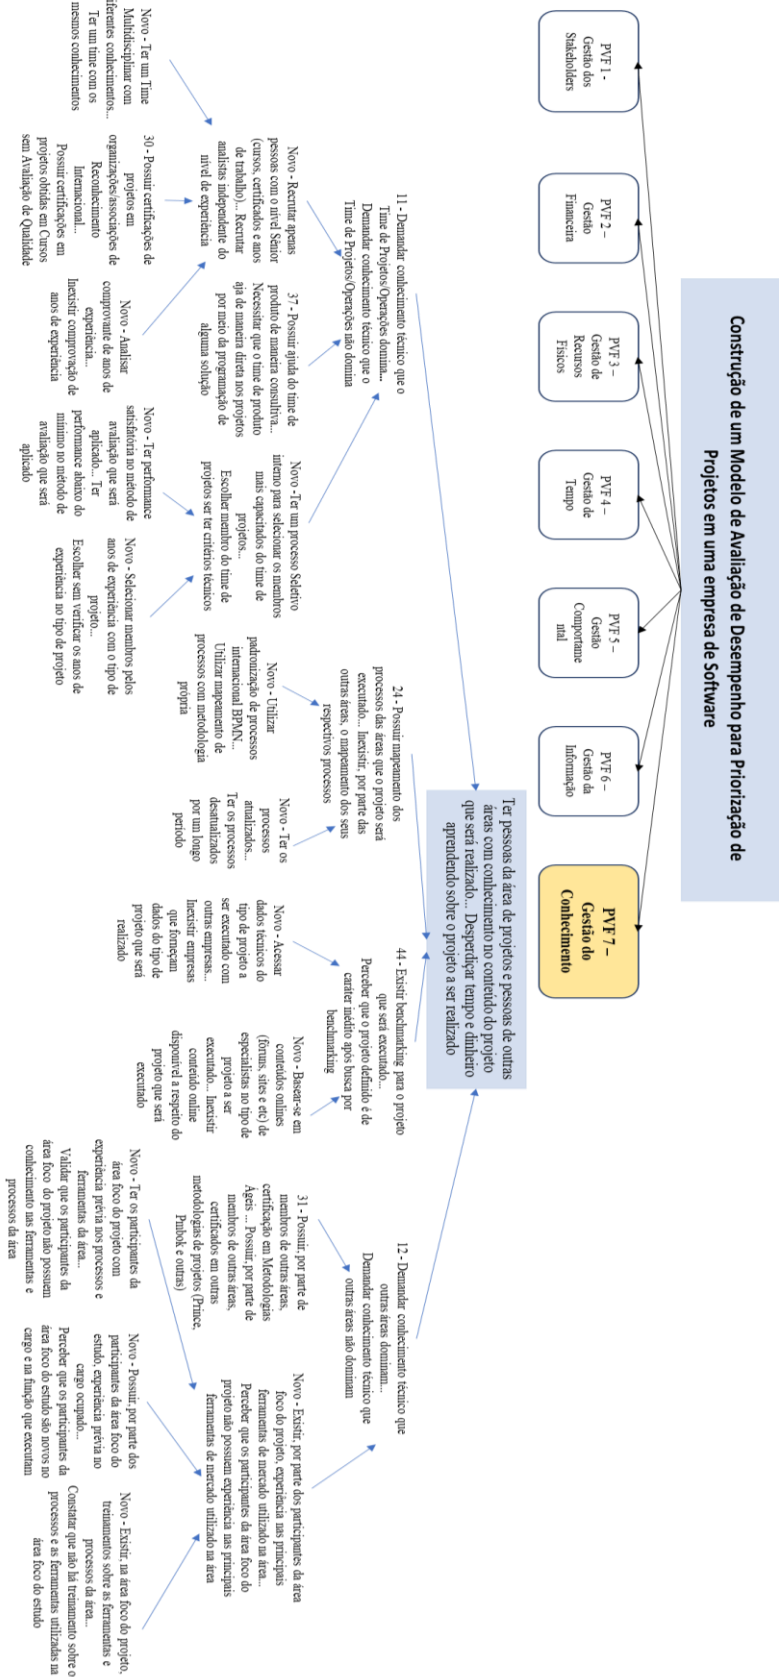 Construção de um Modelo de Avaliação de Desempenho para Priorização de
Projetos em uma empresa de Software
PVF 1 -
Gestão dos
Stakeholders
PVF 2 –
Gestão
Financeira
PVF 3 –
Gestão de
Recursos
Físicos
PVF 4 –
Gestão de
Tempo
PVF 5 –
Gestão
Comportame
ntal
PVF 6 –
Gestão da
Informação
PVF 7 –
Gestão do
Conhecimento
Ter pessoas da área de projetos e pessoas de outras
áreas com conhecimento no conteúdo do projeto
que será realizado... Desperdiçar tempo e dinheiro
aprendendo sobre o projeto a ser realizado
11 - Demandar conhecimento técnico que o
Time de Projetos/Operações domina...
Demandar conhecimento técnico que o
Time de Projetos/Operações não domina
24 - Possuir mapeamento dos
processos das áreas que o projeto será
executado... Inexistir, por parte das
outras áreas, o mapeamento dos seus
respectivos processos
44 - Existir benchmarking para o projeto
que será executado...
Perceber que o projeto definido é de
caráter inédito após busca por
benchmarking
12 - Demandar conhecimento técnico que
outras áreas dominam...
Demandar conhecimento técnico que
outras áreas não dominam
Novo - Recrutar apenas
pessoas com o nível Sênior
(cursos, certificados e anos
de trabalho)... Recrutar
analistas independente do
nível de experiência
37 - Possuir ajuda do time de
produto de maneira consultiva...
Necessitar que o time de produto
aja de maneira direta nos projetos
por meio da programação de
alguma solução
Novo -Ter um processo Seletivo
interno para selecionar os membros
mais capacitados do time de
projetos...
Escolher membro do time de
projetos ser ter critérios técnicos
Novo - Utilizar
padronização de processos
internacional BPMN...
Utilizar mapeamento de
processos com metodologia
própria
Novo - Ter os
processos
atualizados...
Ter os processos
desatualizados
por um longo
período
Novo - Acessar
dados técnicos do
tipo de projeto a
ser executado com
outras empresas...
Inexistir empresas
que forneçam
dados do tipo de
projeto que será
realizado
Novo - Basear-se em
conteúdos onlines
(fóruns, sites e etc) de
especialistas no tipo de
projeto a ser
executado... Inexistir
conteúdo online
disponível a respeito do
projeto que será
executado
31 - Possuir, por parte de
membros de outras áreas,
certificação em Metodologias
Ágeis ... Possuir, por parte de
membros de outras áreas,
certificados em outras
metodologias de projetos (Prince,
Pmbok e outras)
Novo - Existir, por parte dos participantes da área
foco do projeto, experiência nas principais
ferramentas de mercado utilizado na área...
Perceber que os participantes da área foco do
projeto não possuem experiência nas principais
ferramentas de mercado utilizado na área
Novo - Ter um Time
Multidisciplinar com
iferentes conhecimentos...
Ter um time com os
mesmos conhecimentos
30 - Possuir certificações de
projetos em
organizações/associações de
Reconhecimento
Internacional...
Possuir certificações em
projetos obtidas em Cursos
sem Avaliação de Qualidade
Novo - Analisar
comprovante de anos de
experiência...
Inexistir comprovação de
anos de experiência
Novo - Ter performance
satisfatória no método de
avaliação que será
aplicado... Ter
performance abaixo do
mínimo no método de
avaliação que será
aplicado
Novo - Selecionar membros pelos
anos de experiência com o tipo de
projeto...
Escolher sem verificar os anos de
experiência no tipo de projeto
Novo - Ter os participantes da
área foco do projeto com
experiência prévia nos processos e
ferramentas da área...
Validar que os participantes da
área foco do projeto não possuem
conhecimento nas ferramentas e
processos da área
Novo - Possuir, por parte dos
participantes da área foco do
estudo, experiência prévia no
cargo ocupado...
Perceber que os participantes da
área foco do estudo são novos no
cargo e na função que executam
Novo - Existir, na área foco do projeto,
treinamentos sobre as ferramentas e
processos da área...
Constatar que não há treinamento sobre o
processos e as ferramentas utilizadas na
área foco do estudo